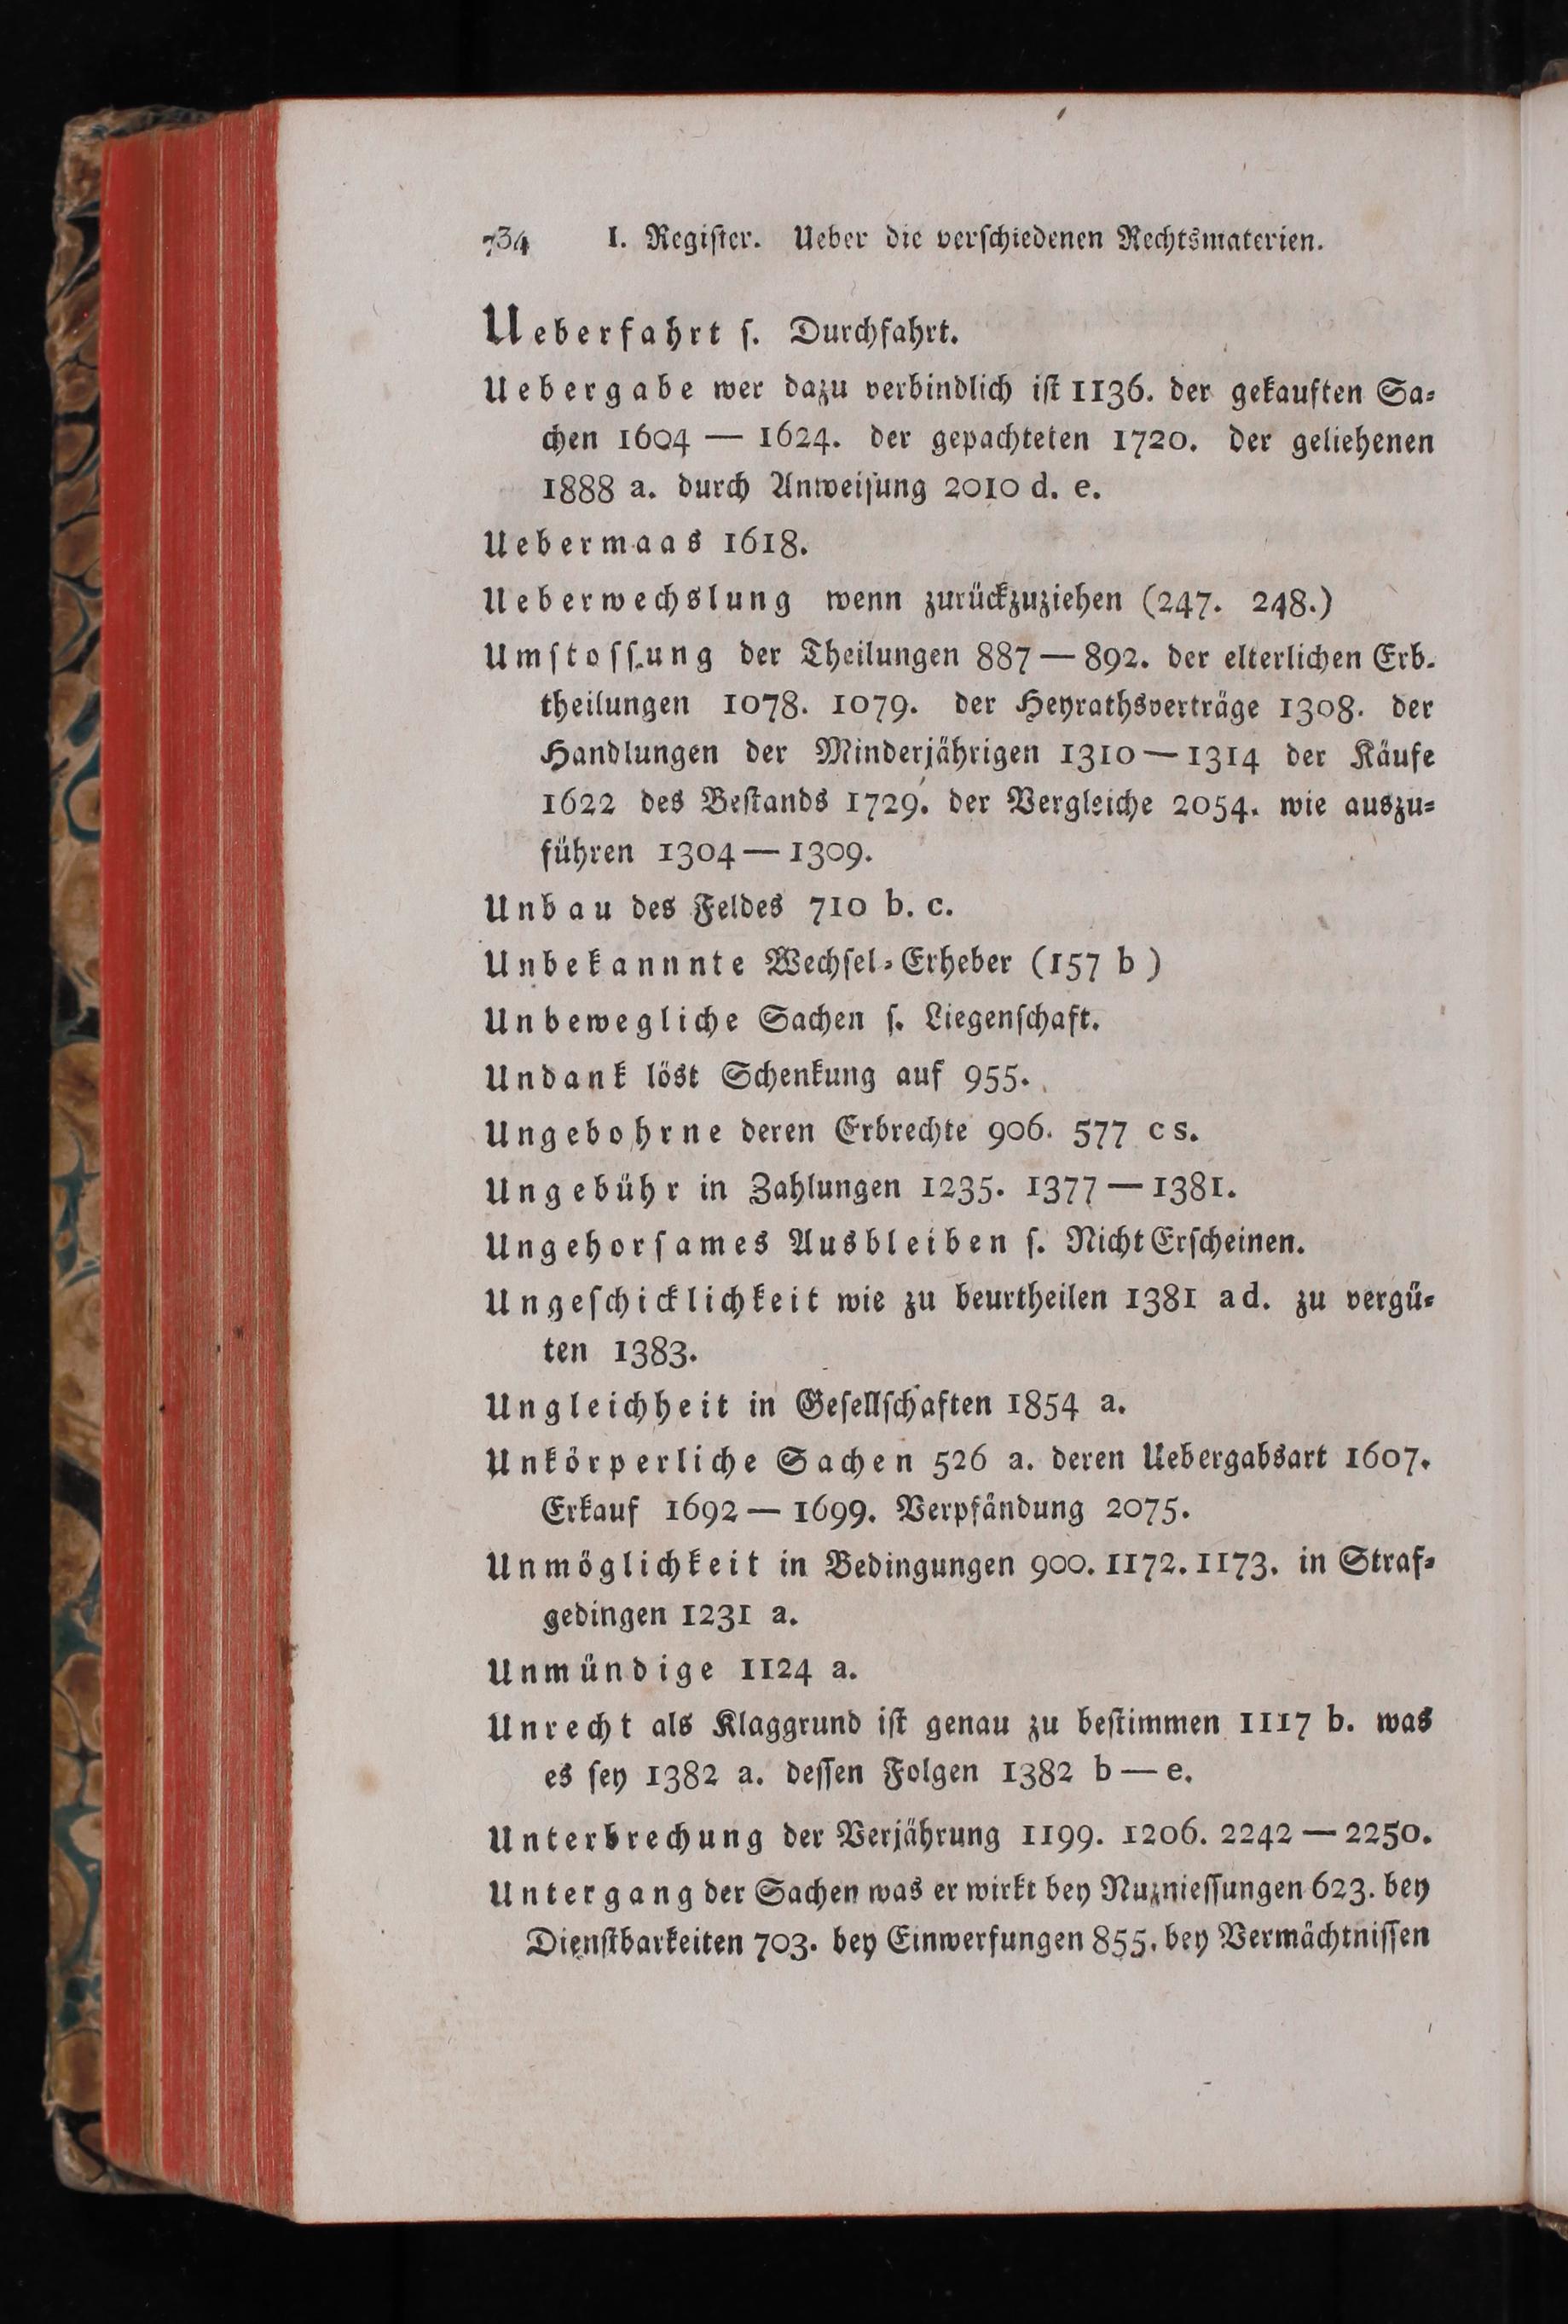 734 I. Regiſter. Ueber die verſchiedenen Rechtsmaterien.
Ueberfahrt ſ. Durchfahrt.
Uebergabe wer dazu verbindlich iſt 1136. der gekauften Sa⸗
chen 1604 — 1624. der gepachteten 1720. der geliehenen
1888 a. durch Anweiſung 2010 d. e.
Uebermaas 1618.
Ueberwechslung wenn zurückzuziehen (247. 248.)
Umſtoſſung der Theilungen 887 — 892. der elterlichen Erb⸗
theilungen 1078. 1079. der Heyrathsverträge 1308. der
Handlungen der Minderjährigen 1310 — 1314 der Käufe
1622 des Beſtands 1729. der Vergleiche 2054. wie auszu⸗
führen 1304 — 1309.
Unbau des Feldes 710 b. c.
Unbekannnte Wechſel⸗Erheber (157 b )
Unbewegliche Sachen ſ. Liegenſchaft.
Undank löst Schenkung auf 955.
Ungebohrne deren Erbrechte 906. 577 c s.
Ungebühr in Zahlungen 1235. 1377 — 1381.
Ungehorſames Ausbleiben ſ. Nicht Erſcheinen.
Ungeſchicklichkeit wie zu beurtheilen 1381 a d. zu vergü⸗
ten 1383.
Ungleichheit in Geſellſchaften 1854 a.
Unkörperliche Sachen 526 a. deren Uebergabsart 1607.
Erkauf 1692 — 1699. Verpfändung 2075.
Unmöglichkeit in Bedingungen 900. 1172. 1173. in Straf⸗
gedingen 1231 a.
Unmündige 1124 a.
Unrecht als Klaggrund iſt genau zu beſtimmen 1117 b. was
es ſey 1382 a. deſſen Folgen 1382 b — e.
Unterbrechung der Verjährung 1199. 1206. 2242 — 2250.
Untergang der Sachen was er wirkt bey Nuznieſſungen 623. bey
Dienſtbarkeiten 703. bey Einwerfungen 855. bey Vermächtniſſen